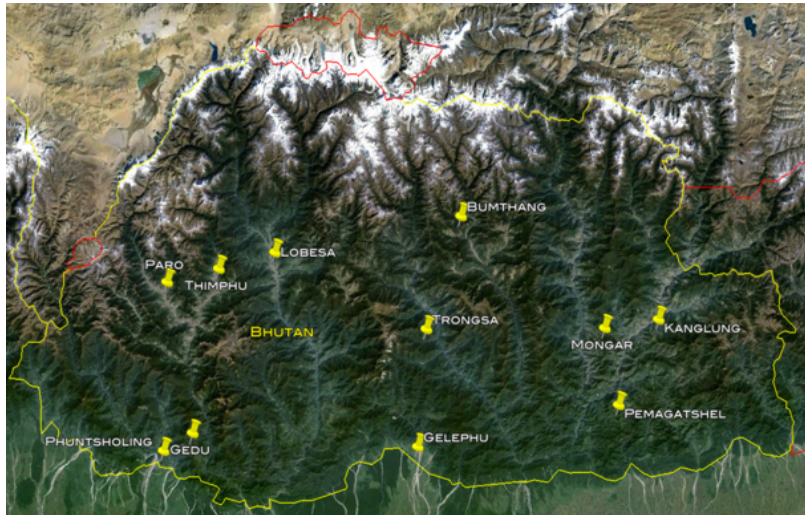 BUMTHANG
LOBESA
PARO
THIMPHU
BHUTAN
TRONGSA
MONGAR
KANGLUNG
PEMAGATSHEL
PHUNTSHOLING
GEDU
GELEPHU